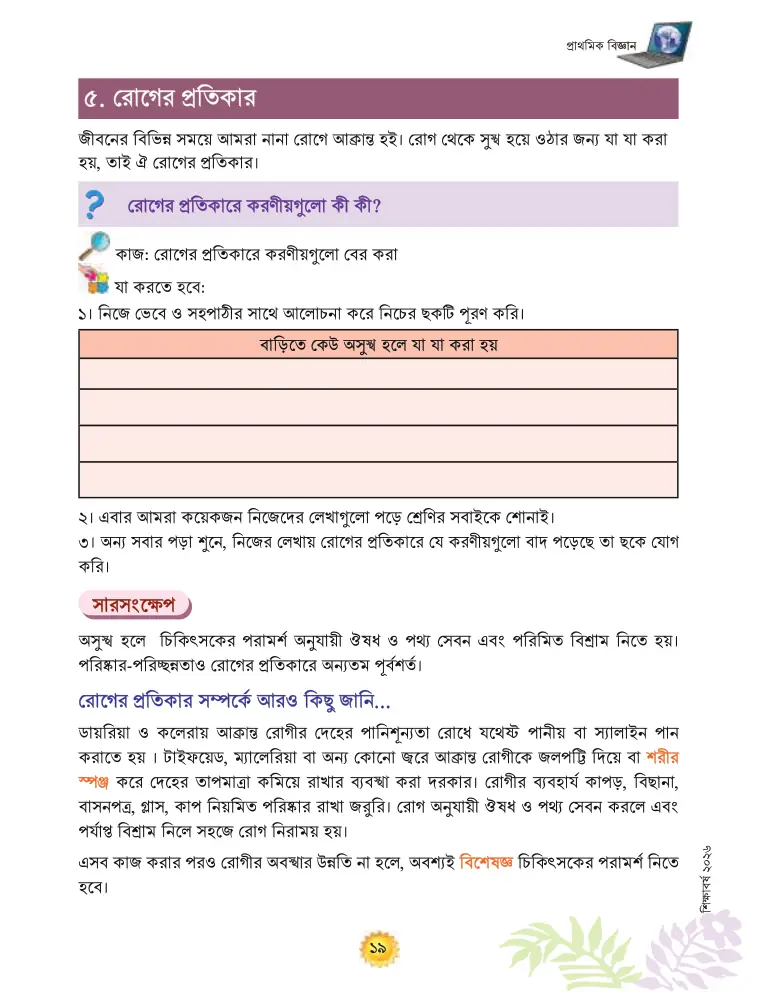 প্রাথমিক বিজ্ঞান
৫. রোগের প্রতিকার
জীবনের বিভিন্ন সময়ে আমরা নানা রোগে আক্রান্ত হই। রোগ থেকে সুস্থ হয়ে ওঠার জন্য যা যা করা
হয়, তাই ঐ রোগের প্রতিকার।
? রোগের প্রতিকারে করণীয়গুলো কী কী?
কাজ: রোগের প্রতিকারে করণীয়গুলো বের করা
যা করতে হবে:
১। নিজে ভেবে ও সহপাঠীর সাথে আলোচনা করে নিচের ছকটি পূরণ করি।
বাড়িতে কেউ অসুস্থ হলে যা যা করা হয়
২। এবার আমরা কয়েকজন নিজেদের লেখাগুলো পড়ে শ্রেণির সবাইকে শোনাই।
৩। অন্য সবার পড়া শুনে, নিজের লেখায় রোগের প্রতিকারে যে করণীয়গুলো বাদ পড়েছে তা ছকে যোগ
করি।
সারসংক্ষেপ
অসুস্থ হলে চিকিৎসকের পরামর্শ অনুযায়ী ঔষধ ও পথ্য সেবন এবং পরিমিত বিশ্রাম নিতে হয়।
পরিষ্কার-পরিচ্ছন্নতাও রোগের প্রতিকারে অন্যতম পূর্বশর্ত।
রোগের প্রতিকার সম্পর্কে আরও কিছু জানি...
ডায়রিয়া ও কলেরায় আক্রান্ত রোগীর দেহের পানিশূন্যতা রোধে যথেষ্ট পানীয় বা স্যালাইন পান
করাতে হয় । টাইফয়েড, ম্যালেরিয়া বা অন্য কোনো জ্বরে আক্রান্ত রোগীকে জলপট্টি দিয়ে বা শরীর
স্পঞ্জ করে দেহের তাপমাত্রা কমিয়ে রাখার ব্যবস্থা করা দরকার। রোগীর ব্যবহার্য কাপড়, বিছানা,
বাসনপত্র, গ্লাস, কাপ নিয়মিত পরিষ্কার রাখা জরুরি। রোগ অনুযায়ী ঔষধ ও পথ্য সেবন করলে এবং
পর্যাপ্ত বিশ্রাম নিলে সহজে রোগ নিরাময় হয়।
এসব কাজ করার পরও রোগীর অবস্থার উন্নতি না হলে, অবশ্যই বিশেষজ্ঞ চিকিৎসকের পরামর্শ নিতে
হবে।
শিক্ষাবর্ষ ২০২৬
১৯